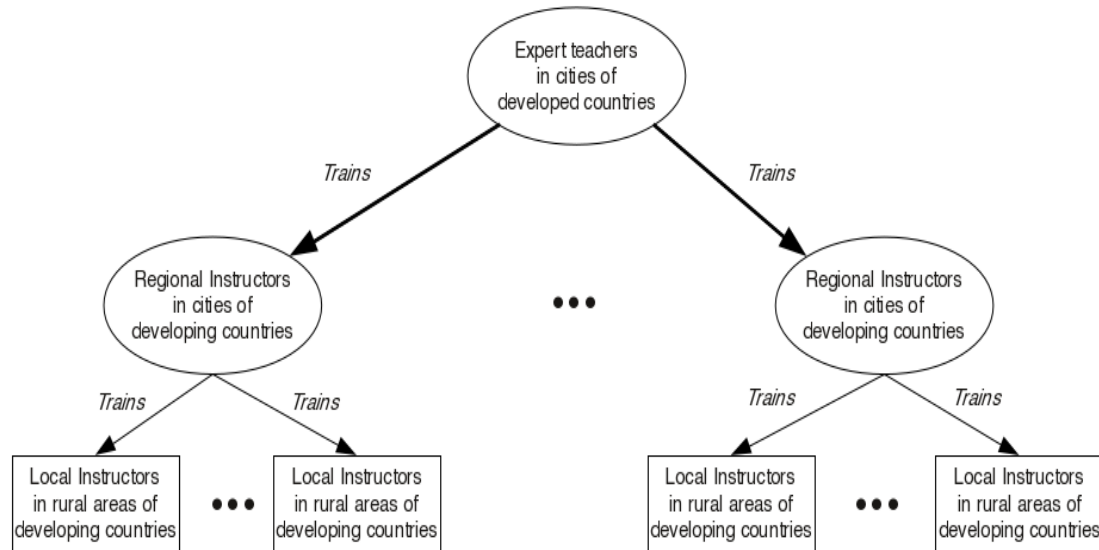 Expert teachers
in cities of
developed countries
Trains
Trains
Regional Instructors
in cities of
developing countries
Regional Instructors
in cities of
developing countries
Trains
Trains
Trains
Trains
Local Instructors
in rural areas of
developing countries
Local Instructors
in rural areas of
developing countries
Local Instructors
in rural areas of
developing countries
Local Instructors
in rural areas of
developing countries